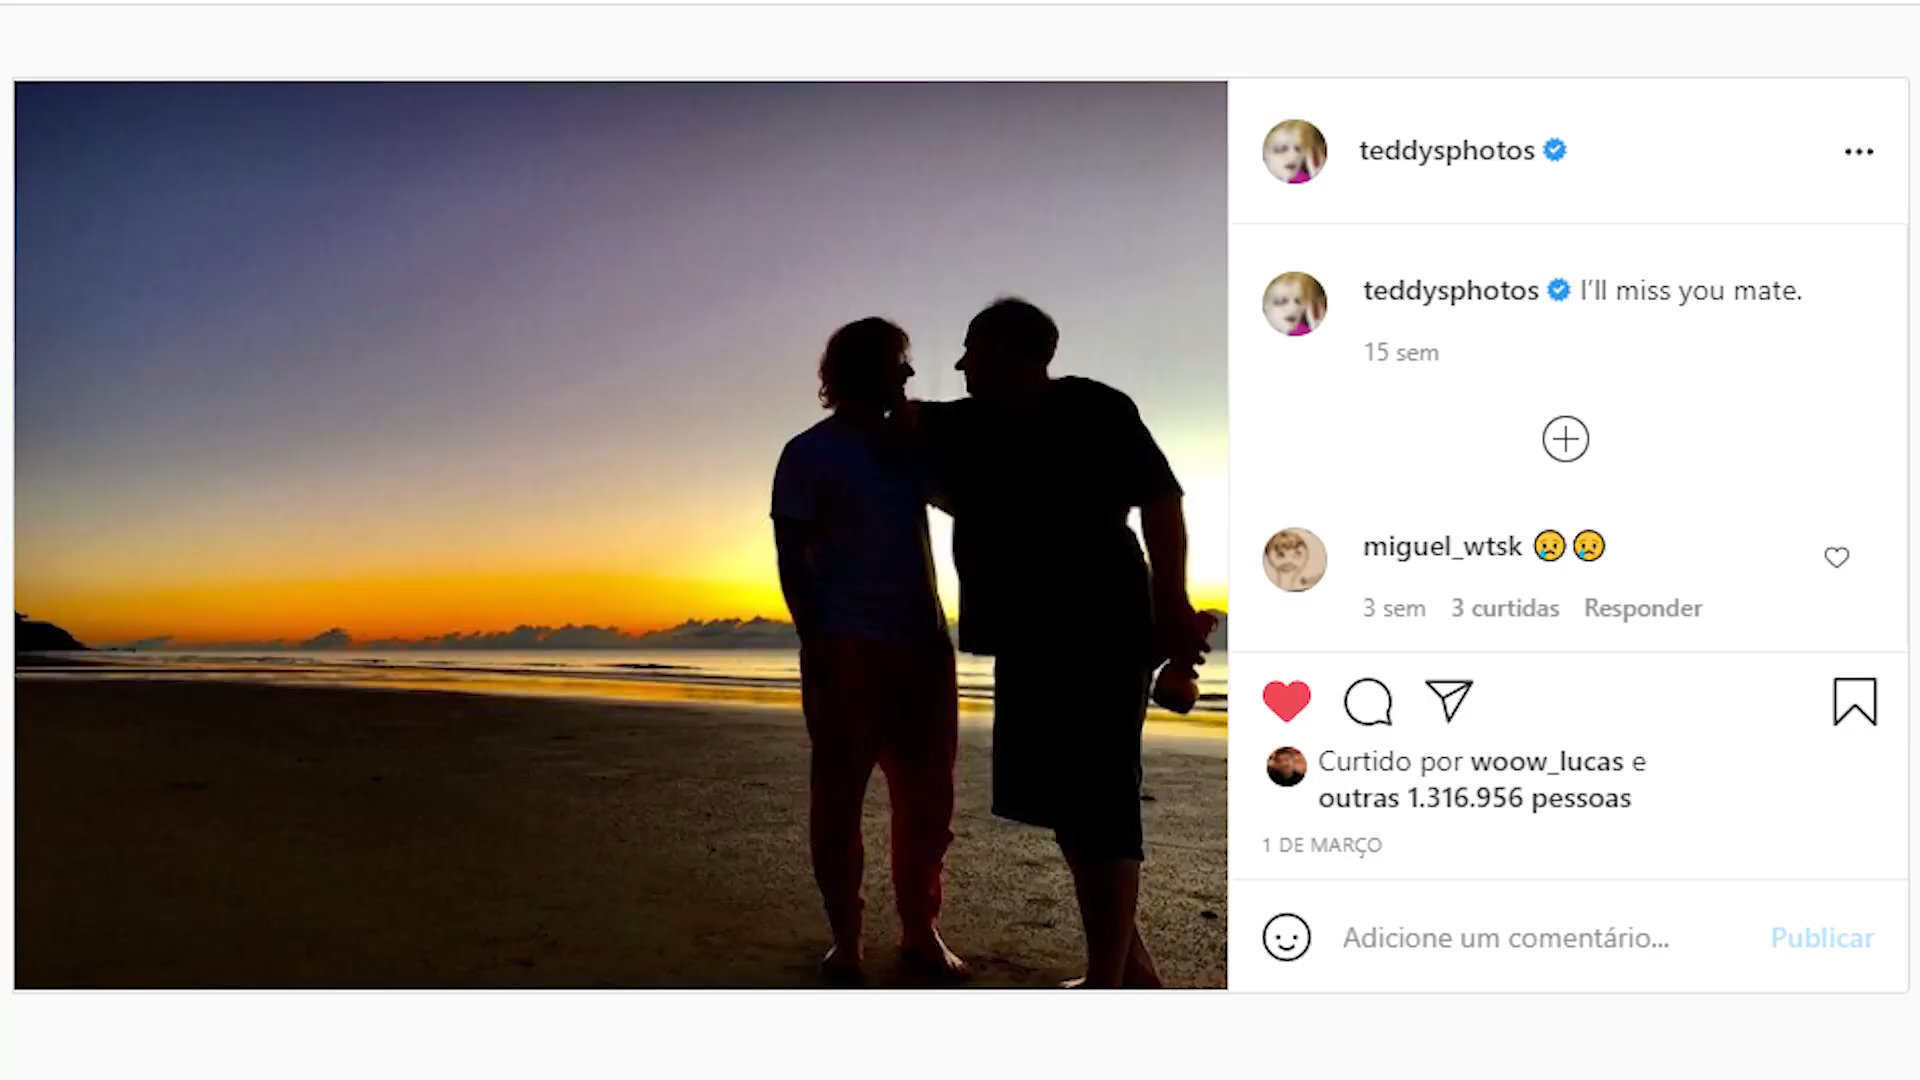 teddysphotos
teddysphotos I'll miss you mate.
15 sem
miguel_wtsk 😢😢
3 sem 3 curtidas Responder
Curtido por woow_lucas e
outras 1.316.956 pessoas
1 DE MARÇO
Adicione um comentário... Publicar